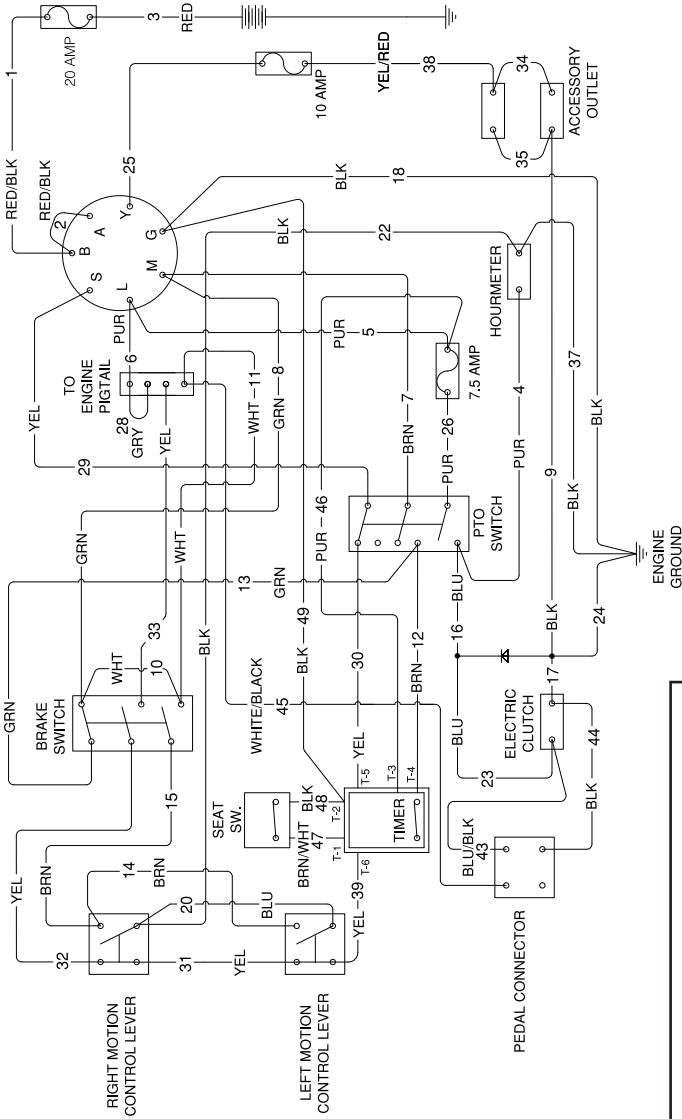 RIGHT MOTION
CONTROL LEVER
LEFT MOTION
CONTROL LEVER
PEDAL CONNECTOR
32
YEL
BRN
14
BRN
20
31
YEL
BLU
YEL
39
T-6
T-1
47
BRN/WHT
48
BLK
T-2
SEAT
SW.
TIMER
T-5
T-3
T-4
15
BRAKE
SWITCH
GRN
WHT
10
33
GRN
WHT
13
GRN
BLK
WHITE/BLACK
45
BLK
49
30
YEL
BRN
12
PUR
46
BLU
16
BLU
23
BLU/BLK
43
44
BLK
ELECTRIC
CLUTCH
17
BLK
24
ENGINE
GROUND
PTO
SWITCH
29
YEL
TO
ENGINE
PIGTAIL
28
GRY
YEL
6
PUR
WHT
11
GRN
8
BRN
7
PUR
26
PUR
5
7.5 AMP
PUR
4
HOURMETER
BLK
37
BLK
9
BLK
22
BLK
18
S
B
A
Y
G
M
L
2
RED/BLK
RED/BLK
1
25
20 AMP
3
RED
10 AMP
YEL/RED
38
34
35
ACCESSORY
OUTLET
BLK